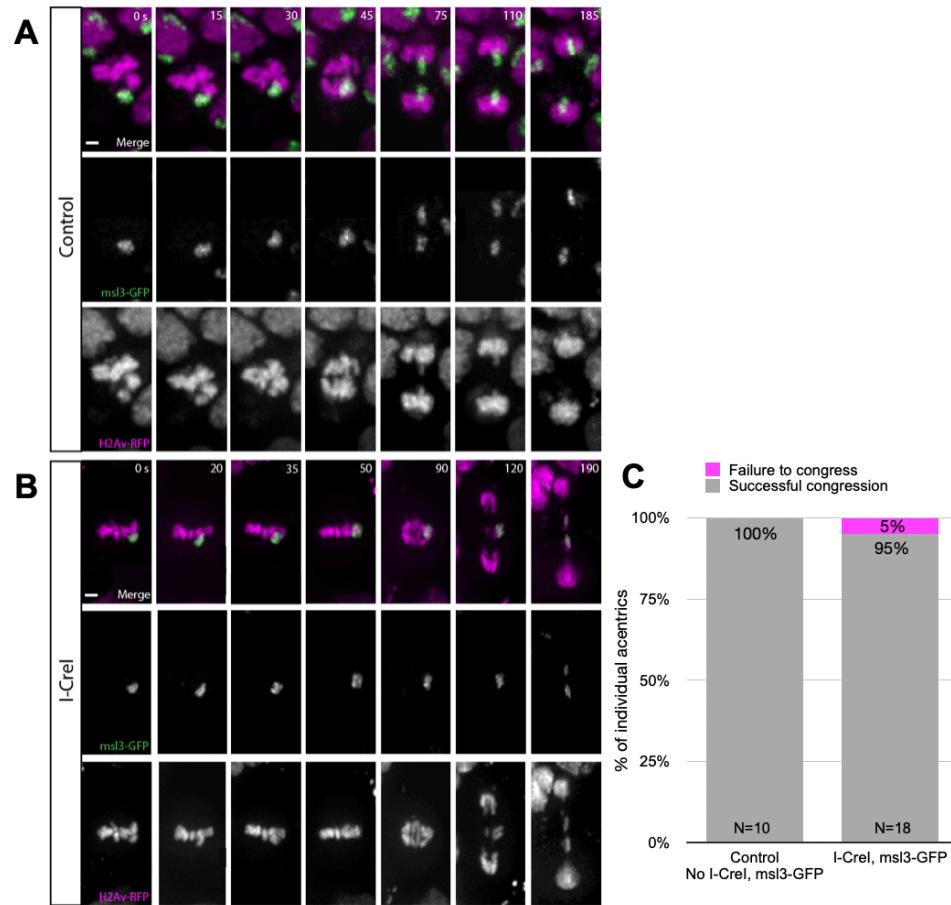 A
0 s
15
30
45
75
110
185
Merge
Control
msl3-GFP
H2Av-RFP
B
0 s
20
35
50
90
120
190
Merge
I-CreI
msl3-GFP
H2Av-RFP
C
Failure to congress
Successful congression
% of individual acentrics
100%
75%
50%
25%
0%
100%
5%
95%
N=10
N=18
Control
No I-CreI, msl3-GFP
I-CreI, msl3-GFP